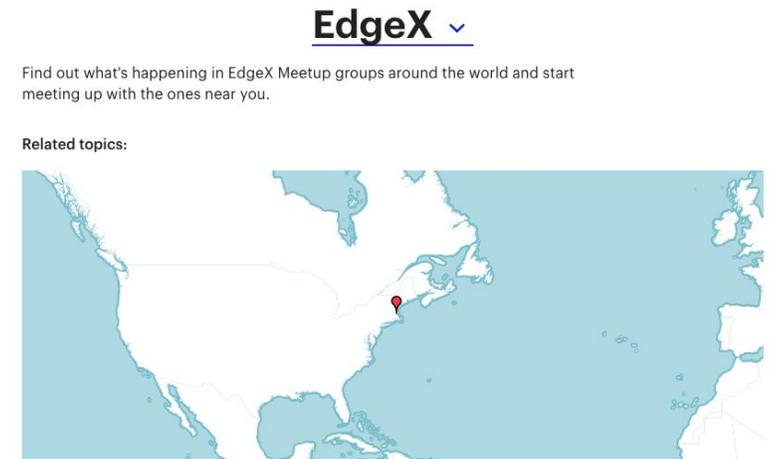 EdgeX
Find out what's happening in EdgeX Meetup groups around the world and start
meeting up with the ones near you.
Related topics: